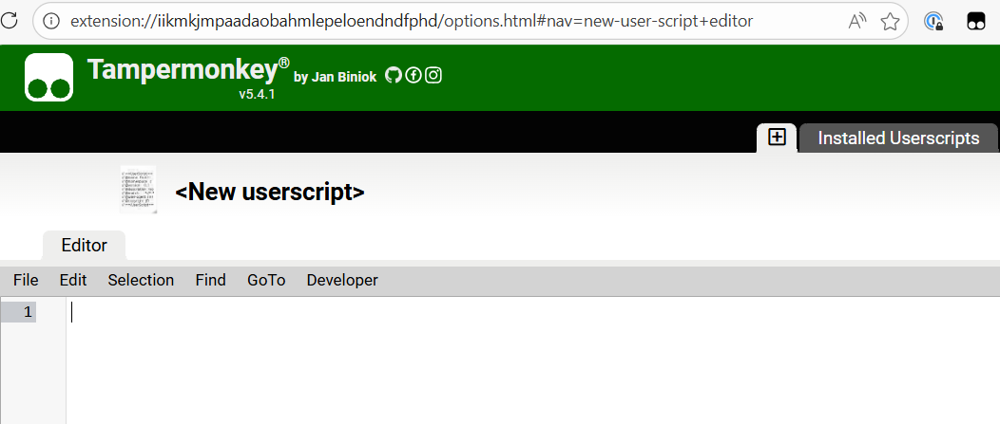 extension://iikmkjmpaadaobahmlepeloendndfphd/options.html#nav=new-user-script+editor
Tampermonkey® by Jan Biniok
v5.4.1
Installed Userscripts
<New userscript>
Editor
File Edit Selection Find GoTo Developer
1